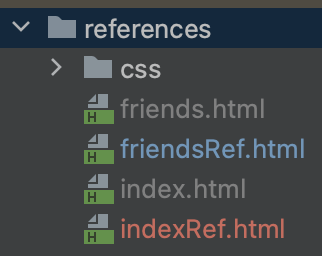 references
css
H friends.html
H friendsRef.html
H index.html
H indexRef.html